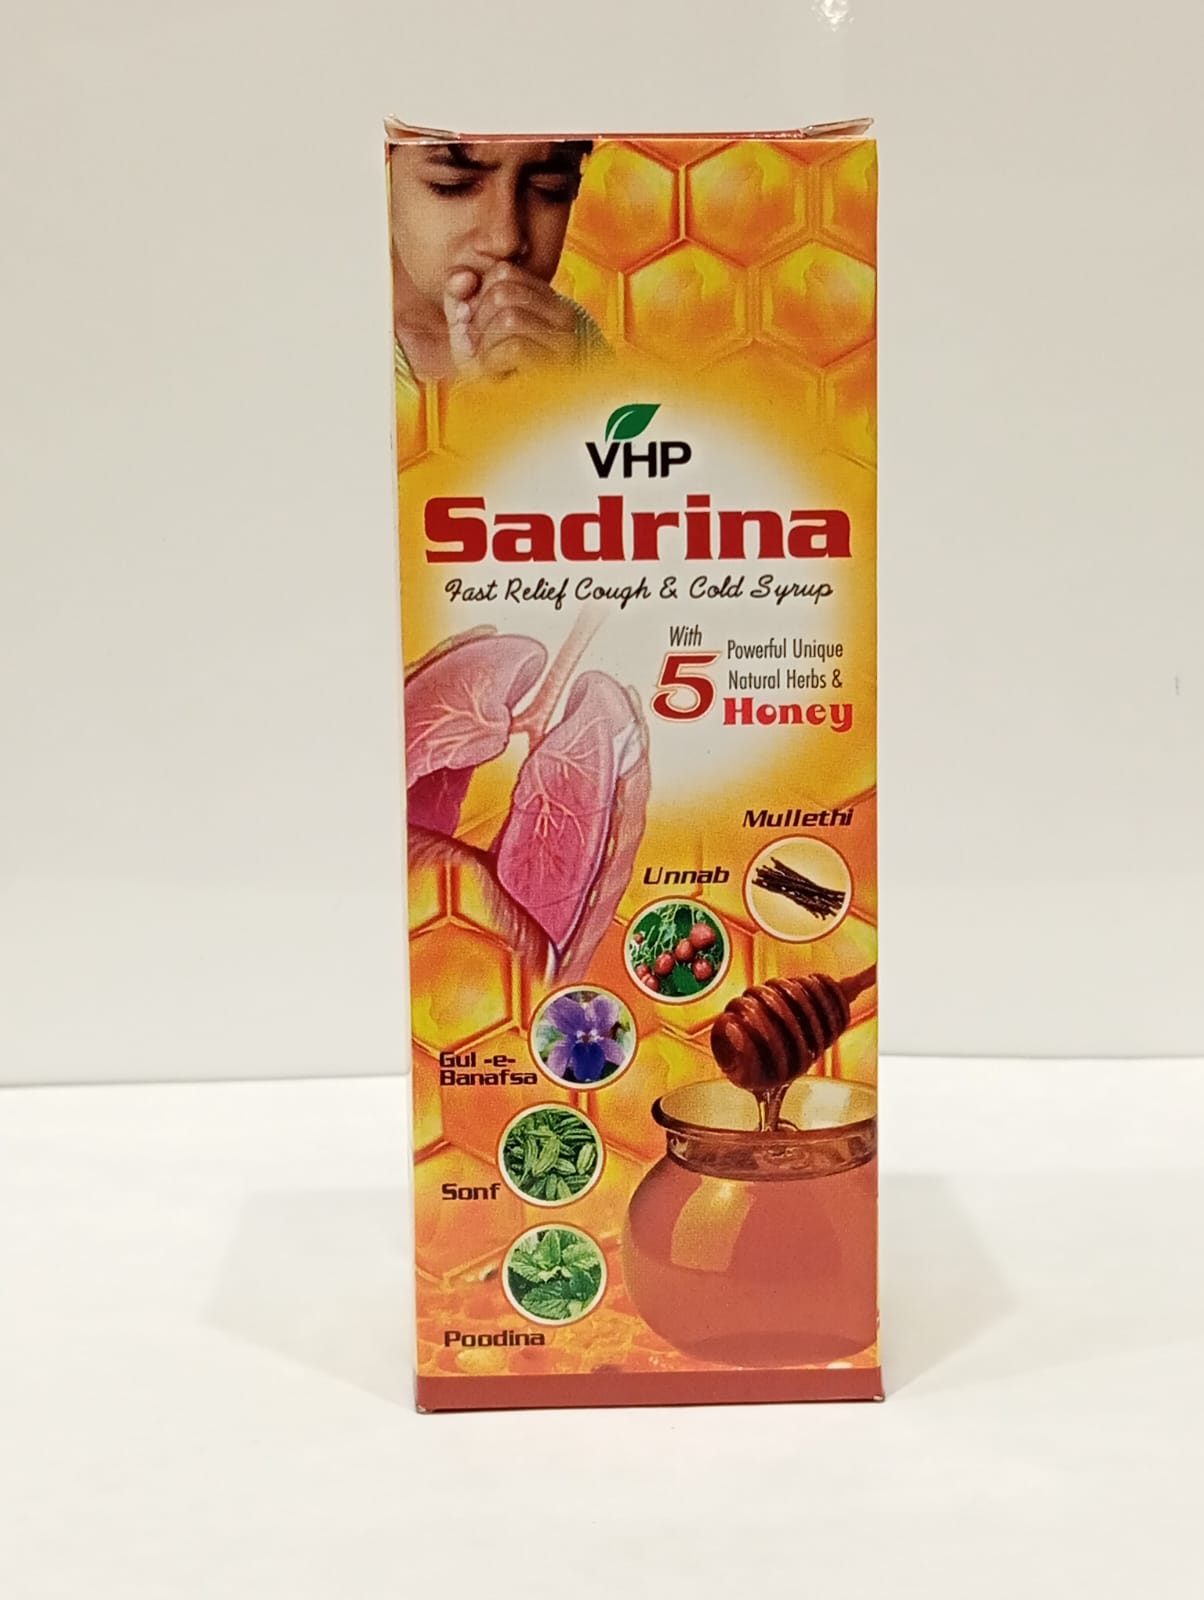 VHP
Sadrina
Fast Relief Cough & Cold Syrup
With
5
Powerful Unique
Natural Herbs &
Honey
Mullethi
Unnab
Gul -e-
Banafsa
Sonf
Poodina